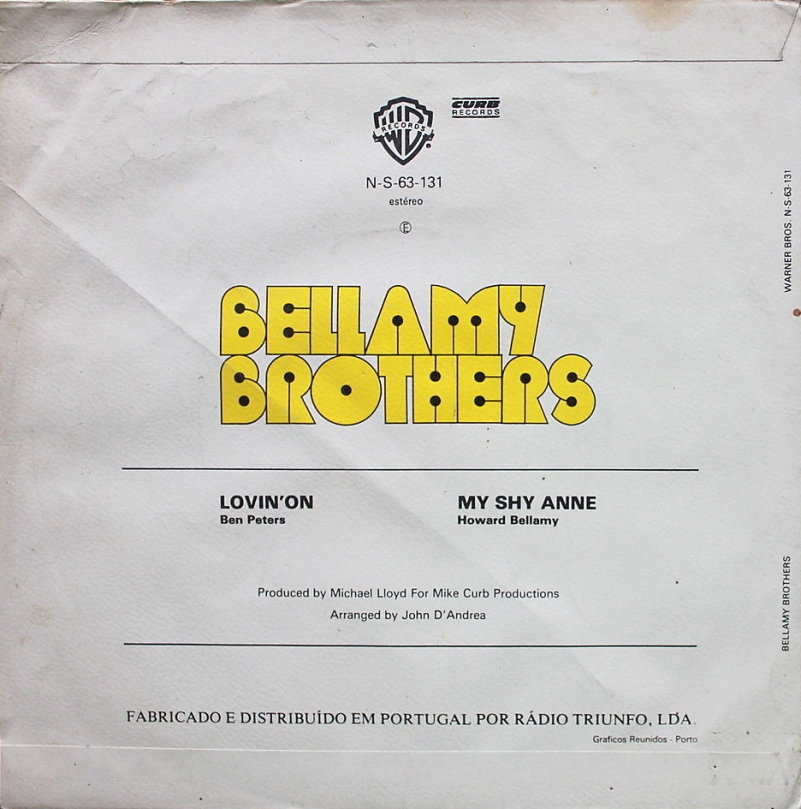 WB
RECORDS
CURB
RECORDS
N-S-63-131
estéreo
Ⓔ
BELLAMY
BROTHERS
LOVIN'ON
Ben Peters
MY SHY ANNE
Howard Bellamy
Produced by Michael Lloyd For Mike Curb Productions
Arranged by John D'Andrea
FABRICADO E DISTRIBUÍDO EM PORTUGAL POR RÁDIO TRIUNFO, LDA.
Graficos Reunidos - Porto
WARNER BROS. N-S-63-131
BELLAMY BROTHERS